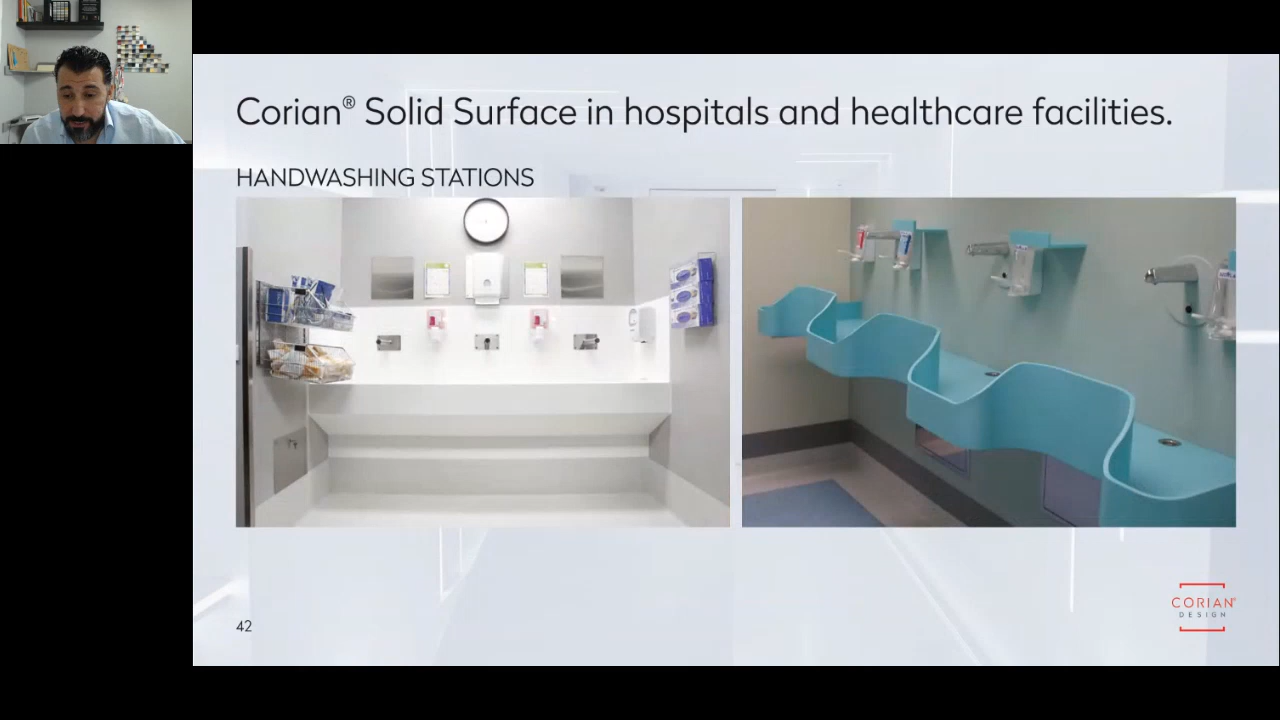 Corian® Solid Surface in hospitals and healthcare facilities.
HANDWASHING STATIONS
42
CORIAN®
DESIGN